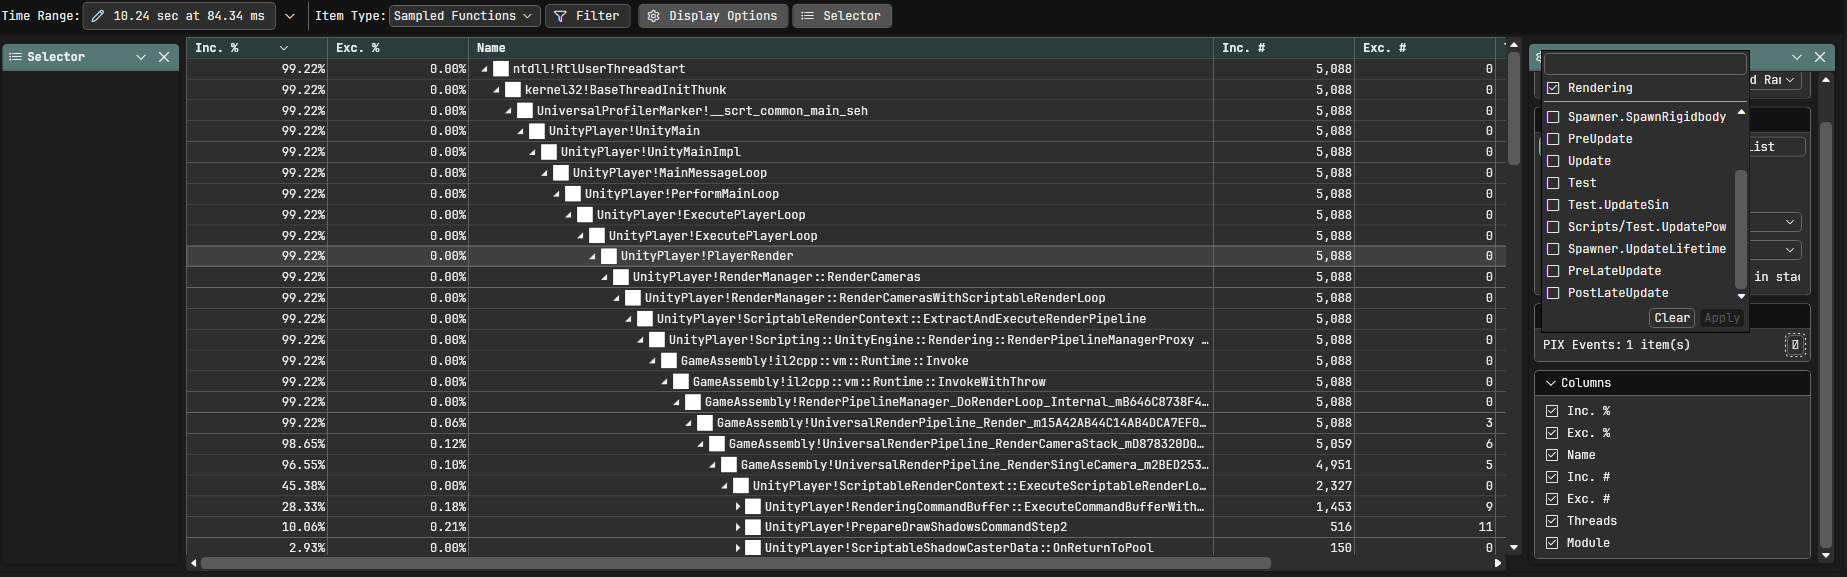 Time Range: 10.24 sec at 84.34 ms Item Type: Sampled Functions Filter Display Options Selector
Selector
Inc. % Exc. % Name Inc. # Exc. #
99.22% 0.00% ntdll!RtlUserThreadStart 5,088 0
99.22% 0.00% kernel32!BaseThreadInitThunk 5,088 0
99.22% 0.00% UniversalProfilerMarker!__scrt_common_main_seh 5,088 0
99.22% 0.00% UnityPlayer!UnityMain 5,088 0
99.22% 0.00% UnityPlayer!UnityMainImpl 5,088 0
99.22% 0.00% UnityPlayer!MainMessageLoop 5,088 0
99.22% 0.00% UnityPlayer!PerformMainLoop 5,088 0
99.22% 0.00% UnityPlayer!ExecutePlayerLoop 5,088 0
99.22% 0.00% UnityPlayer!ExecutePlayerLoop 5,088 0
99.22% 0.00% UnityPlayer!PlayerRender 5,088 0
99.22% 0.00% UnityPlayer!RenderManager::RenderCameras 5,088 0
99.22% 0.00% UnityPlayer!RenderManager::RenderCamerasWithScriptableRenderLoop 5,088 0
99.22% 0.00% UnityPlayer!ScriptableRenderContext::ExtractAndExecuteRenderPipeline 5,088 0
99.22% 0.00% UnityPlayer!Scripting::UnityEngine::Rendering::RenderPipelineManagerProxy … 5,088 0
99.22% 0.00% GameAssembly!il2cpp::vm::Runtime::Invoke 5,088 0
99.22% 0.00% GameAssembly!il2cpp::vm::Runtime::InvokeWithThrow 5,088 0
99.22% 0.00% GameAssembly!RenderPipelineManager_DoRenderLoop_Internal_mB646C8738F4… 5,088 0
99.22% 0.06% GameAssembly!UniversalRenderPipeline_Render_m15A42AB44C14AB4DCA7EF0… 5,088 3
98.65% 0.12% GameAssembly!UniversalRenderPipeline_RenderCameraStack_mD878320D0… 5,059 6
96.55% 0.10% GameAssembly!UniversalRenderPipeline_RenderSingleCamera_m2BED253… 4,951 5
45.38% 0.00% UnityPlayer!ScriptableRenderContext::ExecuteScriptableRenderLo… 2,327 0
28.33% 0.18% UnityPlayer!RenderingCommandBuffer::ExecuteCommandBufferWith… 1,453 9
10.06% 0.21% UnityPlayer!PrepareDrawShadowsCommandStep2 516 11
2.93% 0.00% UnityPlayer!ScriptableShadowCasterData::OnReturnToPool 150 0
Rendering
Spawner.SpawnRigidbody
PreUpdate
Update
Test
Test.UpdateSin
Scripts/Test.UpdatePow
Spawner.UpdateLifetime
PreLateUpdate
PostLateUpdate
Clear Apply
List
in stac
PIX Events: 1 item(s)
Columns
Inc. %
Exc. %
Name
Inc. #
Exc. #
Threads
Module